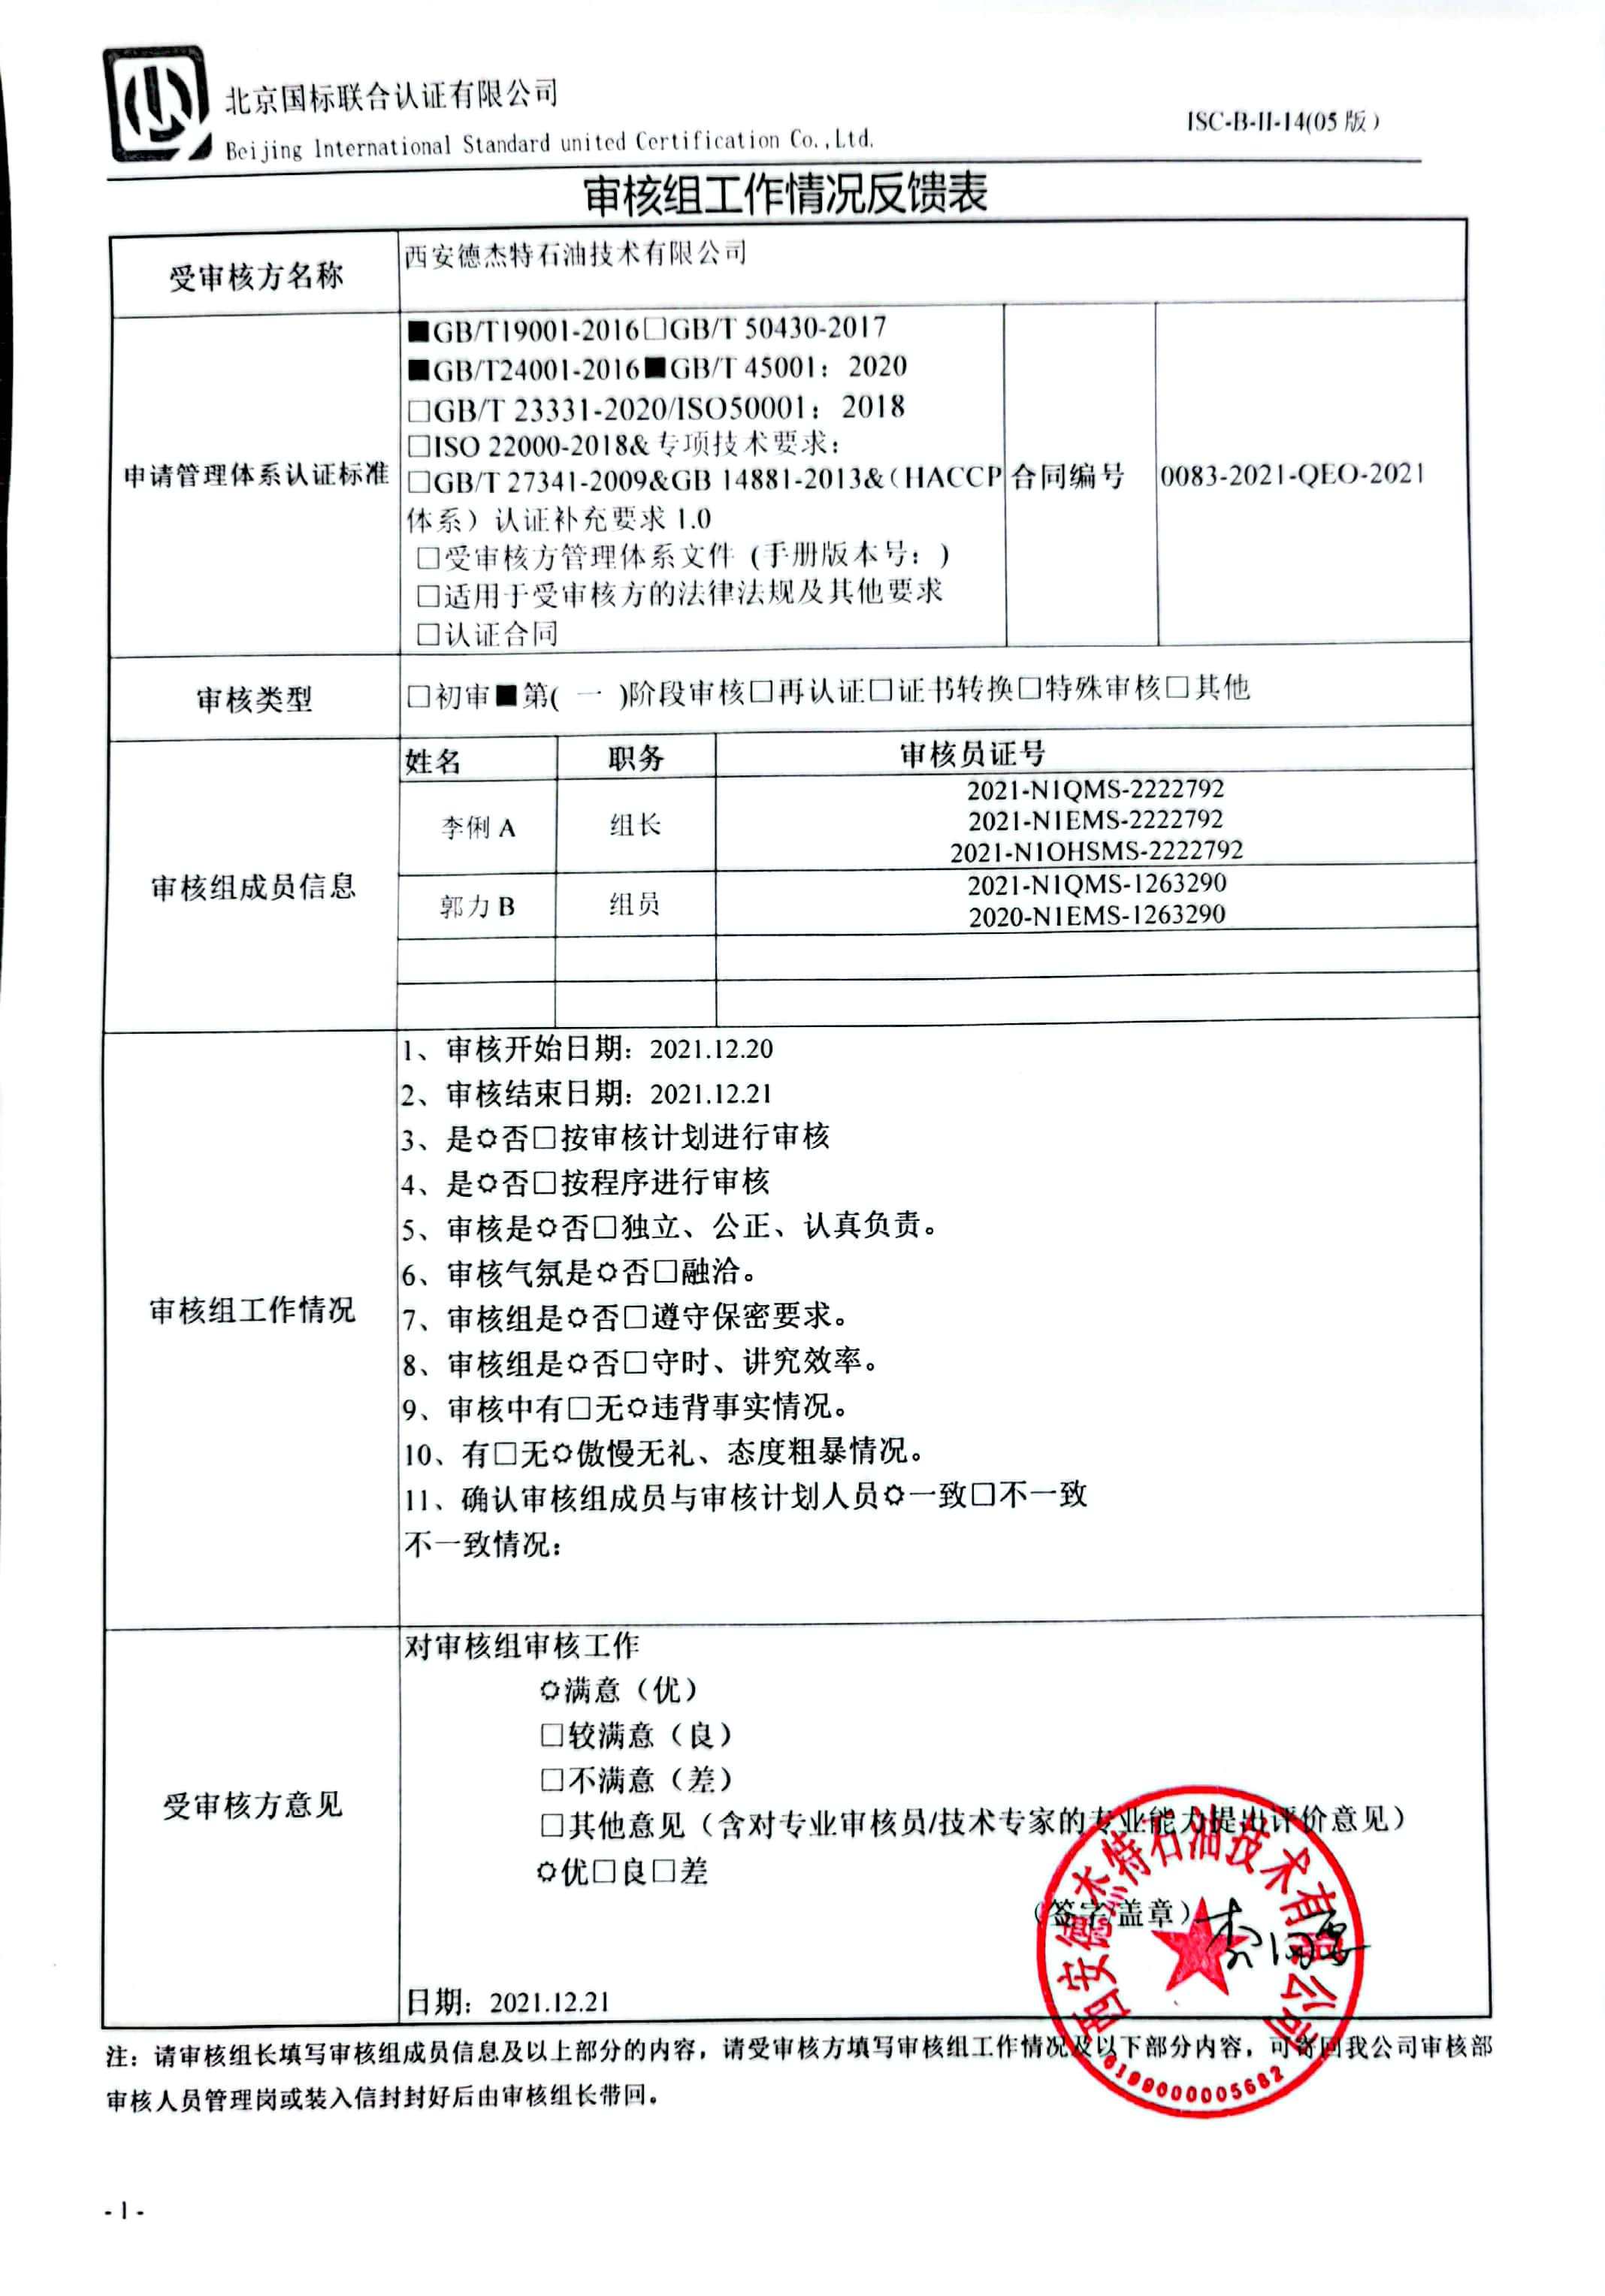 北京国标联合认证有限公司
Beijing International Standard united Certification Co.,Ltd.
ISC-B-II-14(05 版)
审核组工作情况反馈表
受审核方名称
西安德杰特石油技术有限公司
申请管理体系认证标准
■GB/T19001-2016□GB/T 50430-2017
■GB/T24001-2016■GB/T 45001：2020
□GB/T 23331-2020/ISO50001：2018
□ISO 22000-2018&专项技术要求：
□GB/T 27341-2009&GB 14881-2013&（HACCP
体系）认证补充要求 1.0
□受审核方管理体系文件（手册版本号：）
□适用于受审核方的法律法规及其他要求
□认证合同
合同编号
0083-2021-QEO-2021
审核类型
□初审■第( 一 )阶段审核□再认证□证书转换□特殊审核□其他
审核组成员信息
姓名 职务 审核员证号
李俐 A 组长
2021-N1QMS-2222792
2021-N1EMS-2222792
2021-N1OHSMS-2222792
郭力 B 组员
2021-N1QMS-1263290
2020-N1EMS-1263290
审核组工作情况
1、审核开始日期：2021.12.20
2、审核结束日期：2021.12.21
3、是☼否□按审核计划进行审核
4、是☼否□按程序进行审核
5、审核是☼否□独立、公正、认真负责。
6、审核气氛是☼否□融洽。
7、审核组是☼否□遵守保密要求。
8、审核组是☼否□守时、讲究效率。
9、审核中有□无☼违背事实情况。
10、有□无☼傲慢无礼、态度粗暴情况。
11、确认审核组成员与审核计划人员☼一致□不一致
不一致情况：
受审核方意见
对审核组审核工作
☼满意（优）
□较满意（良）
□不满意（差）
□其他意见（含对专业审核员/技术专家的专业能力提出评价意见）
☼优□良□差
（签字/盖章）
西安德杰特石油技术有限公司
6199000005682
日期：2021.12.21
注：请审核组长填写审核组成员信息及以上部分的内容，请受审核方填写审核组工作情况及以下部分内容，可寄回我公司审核部
审核人员管理岗或装入信封封好后由审核组长带回。
- 1 -